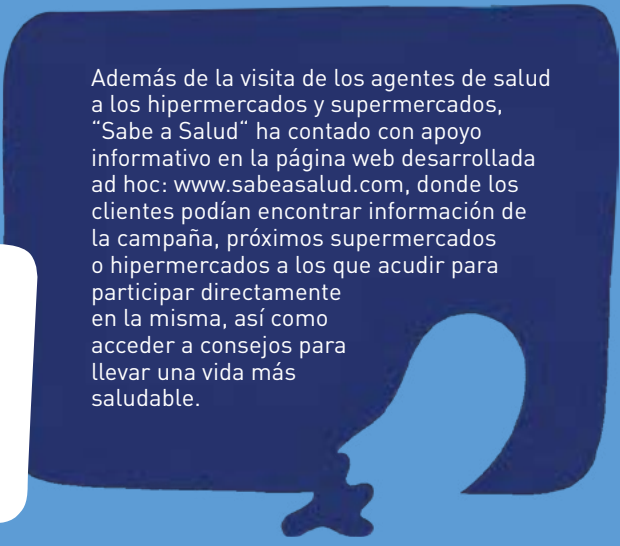 Además de la visita de los agentes de salud
a los hipermercados y supermercados,
“Sabe a Salud“ ha contado con apoyo
informativo en la página web desarrollada
ad hoc: www.sabeasalud.com, donde los
clientes podían encontrar información de
la campaña, próximos supermercados
o hipermercados a los que acudir para
participar directamente
en la misma, así como
acceder a consejos para
llevar una vida más
saludable.